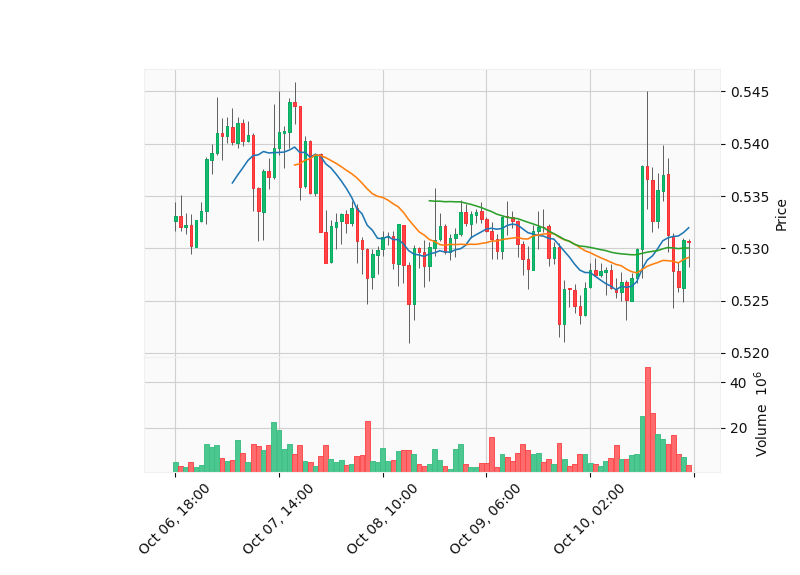 0.545
0.540
0.535
0.530
0.525
0.520
Price
40
20
Volume 10^6
Oct 06, 18:00
Oct 07, 14:00
Oct 08, 10:00
Oct 09, 06:00
Oct 10, 02:00